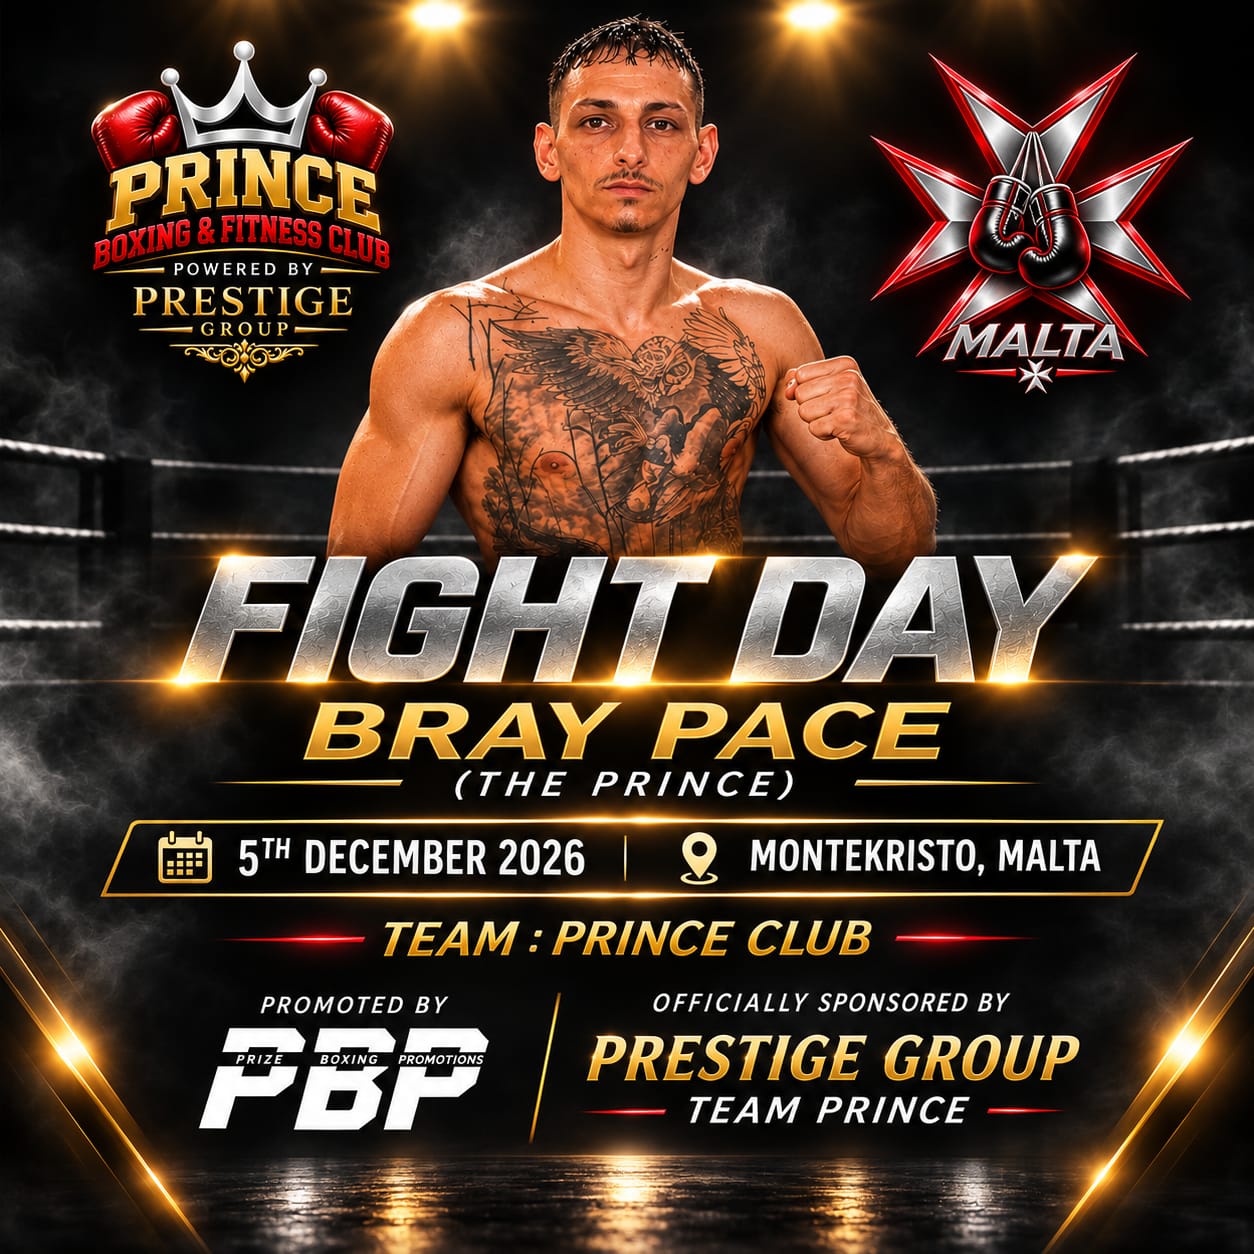 PRINCE
BOXING & FITNESS CLUB
POWERED BY
PRESTIGE
GROUP
MALTA
FIGHT DAY
BRAY PACE
(THE PRINCE)
5TH DECEMBER 2026
MONTEKRISTO, MALTA
TEAM : PRINCE CLUB
PROMOTED BY
PBP
PRIZE BOXING PROMOTIONS
OFFICIALLY SPONSORED BY
PRESTIGE GROUP
TEAM PRINCE